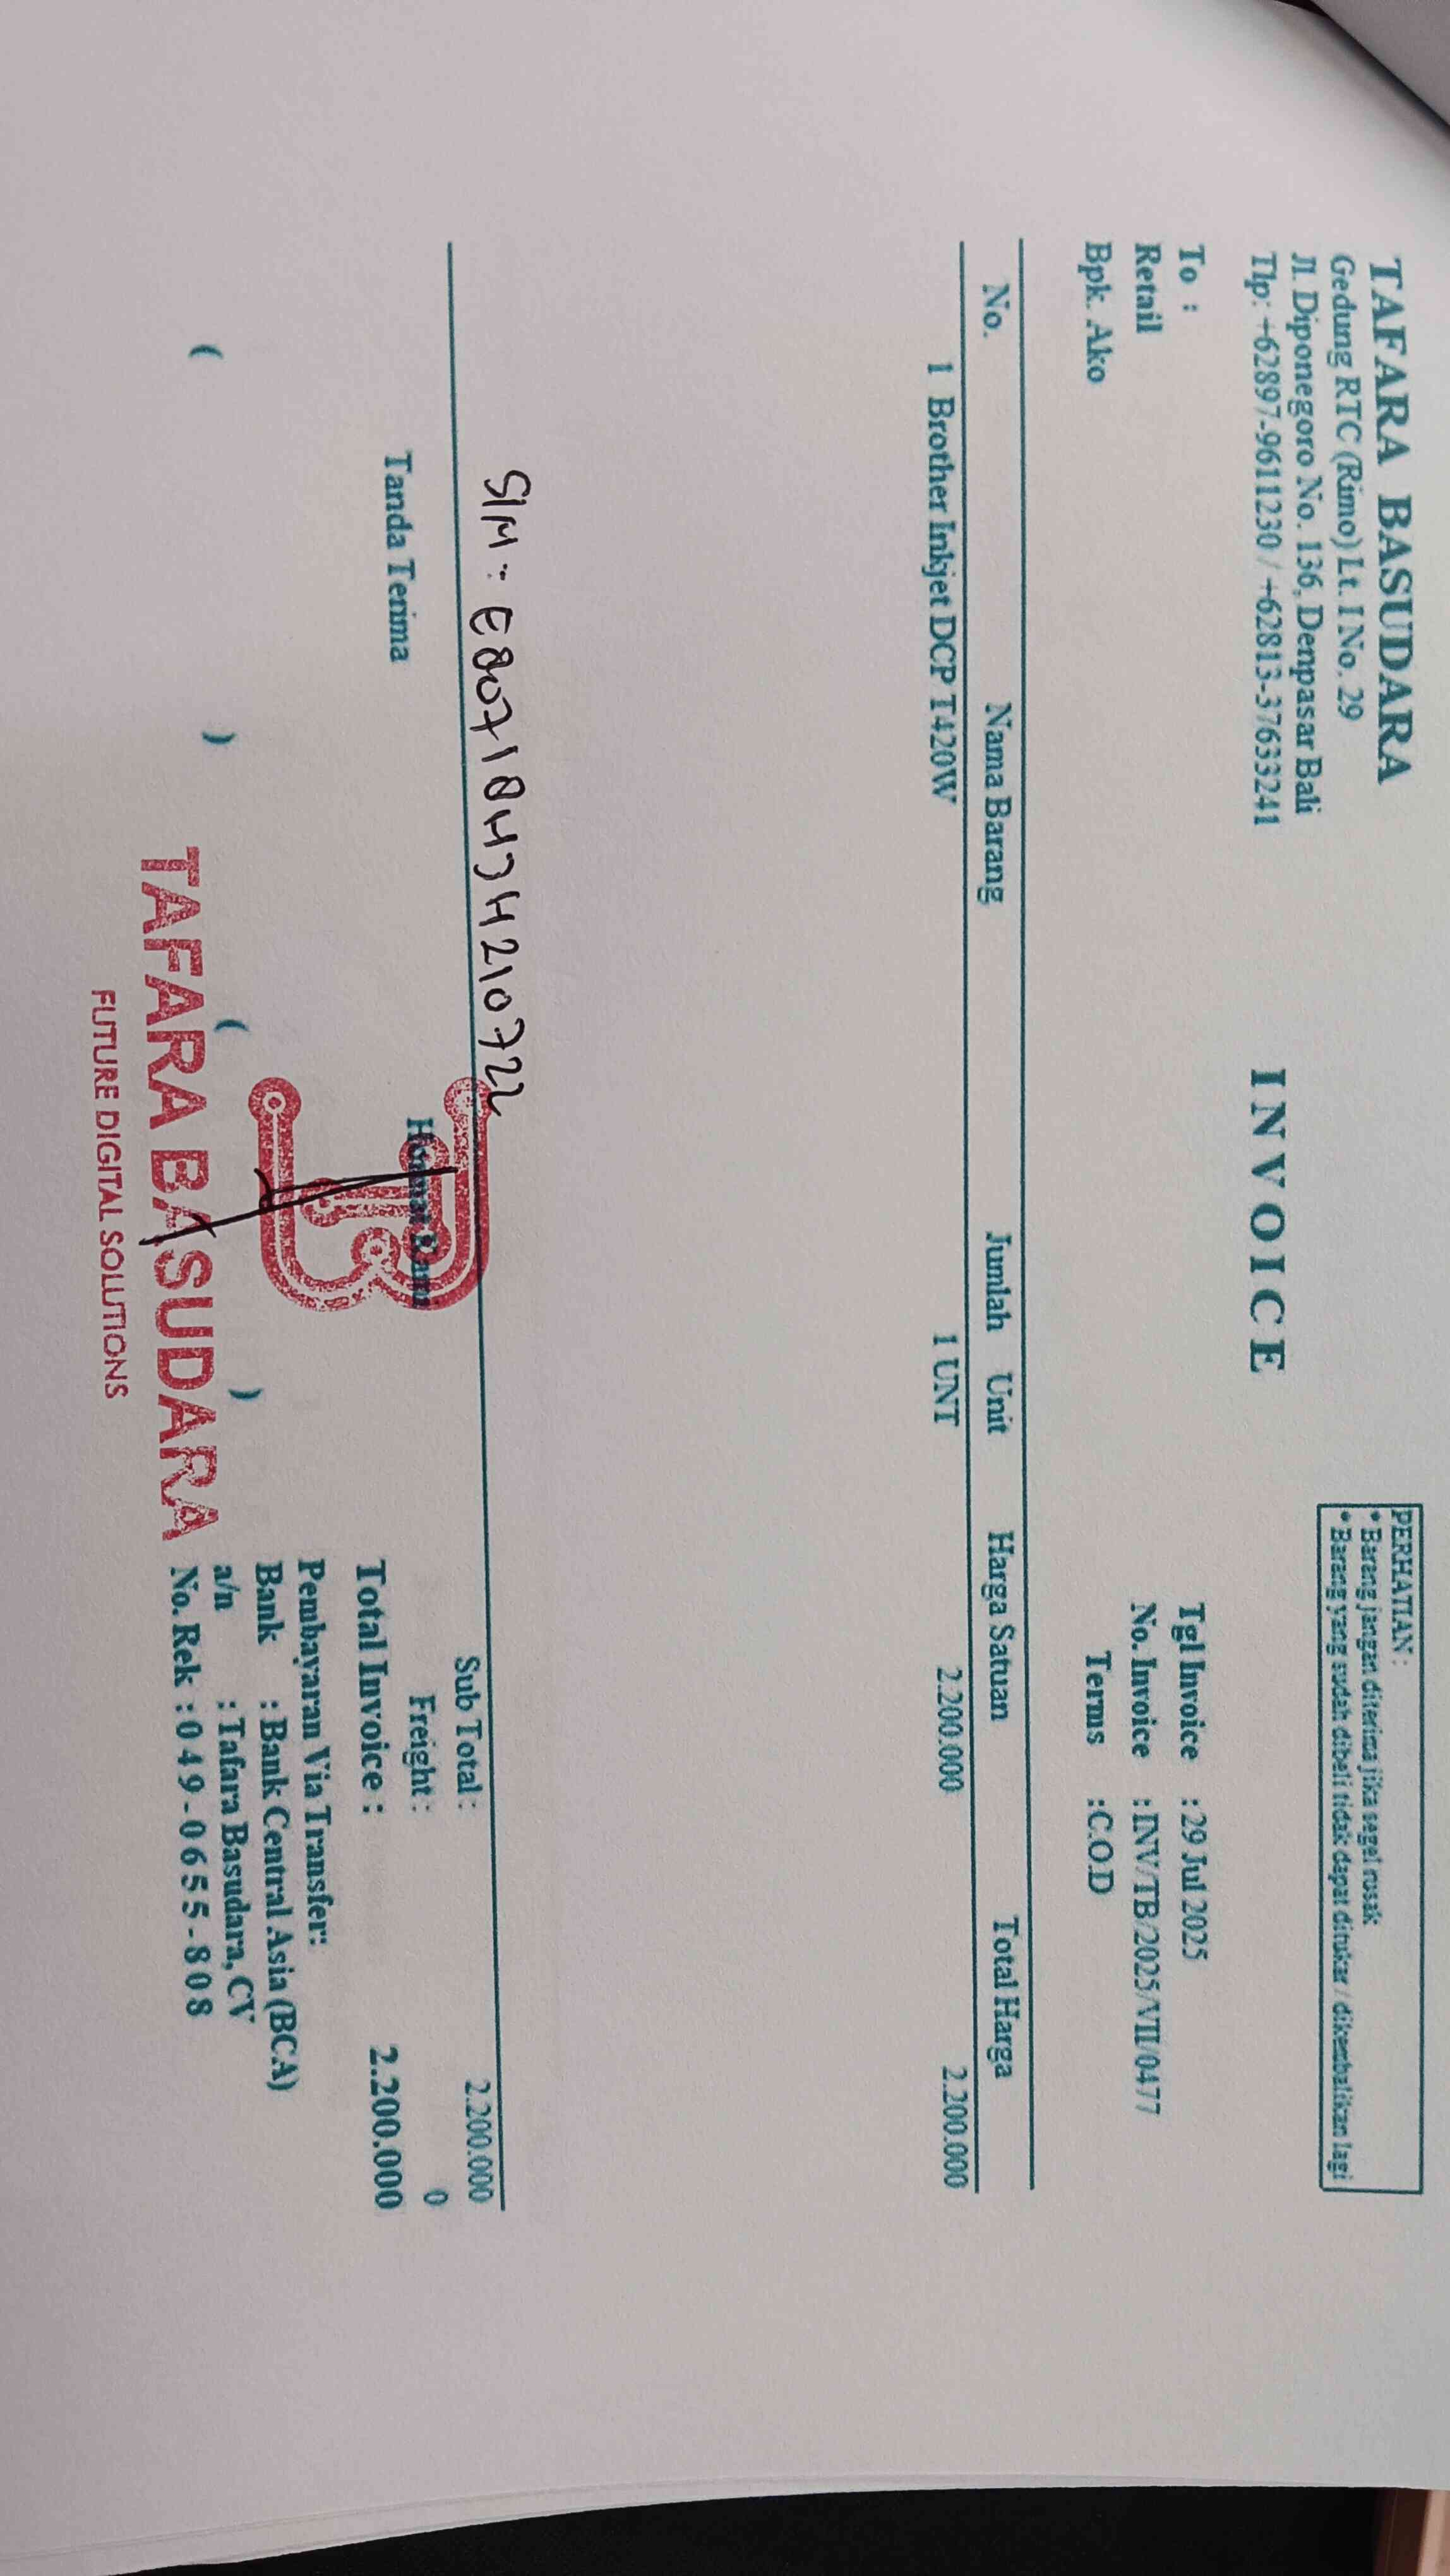 TAFARA BASUDARA
Gedung RTC (Rimo) Lt. I No. 29
Jl. Diponegoro No. 136, Denpasar Bali
Tlp: +62897-9611230 / +62813-37633241
INVOICE
PERHATIAN :
* Barang jangan diterima jika segel rusak
* Barang yang sudah dibeli tidak dapat ditukar / dikembalikan lagi
To :
Retail
Bpk. Ako
Tgl Invoice : 29 Jul 2025
No. Invoice : INV/TB/2025/VII/0477
Terms : C.O.D
No. Nama Barang Jumlah Unit Harga Satuan Total Harga
1 Brother Inkjet DCP T420W 1 UNT 2.200.000 2.200.000
S/N : E80718H4H210722
Sub Total : 2.200.000
Freight : 0
Total Invoice : 2.200.000
Tanda Terima
Hormat Kami
( )
( )
Pembayaran Via Transfer:
Bank : Bank Central Asia (BCA)
a/n : Tafara Basudara, CV
No. Rek : 049-0655-808
TAFARA BASUDARA
FUTURE DIGITAL SOLUTIONS